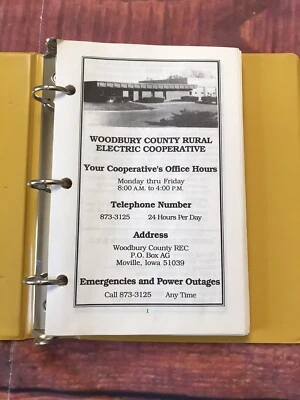 WOODBURY COUNTY RURAL
ELECTRIC COOPERATIVE
Your Cooperative's Office Hours
Monday thru Friday
8:00 A.M. to 4:00 P.M.
Telephone Number
873-3125 24 Hours Per Day
Address
Woodbury County REC
P.O. Box AG
Moville, Iowa 51039
Emergencies and Power Outages
Call 873-3125 Any Time
1